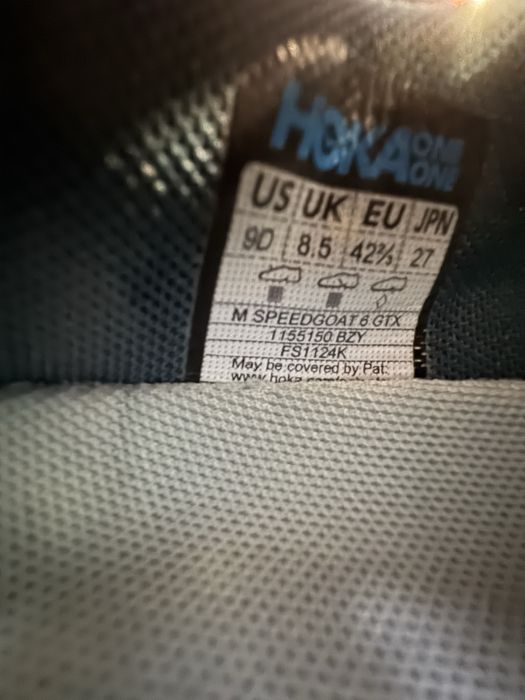 HOKA ONE ONE
US UK EU JPN
9D 8.5 42⅔ 27
M SPEEDGOAT 6 GTX
1155150 BZY
FS1124K
May be covered by Pat.